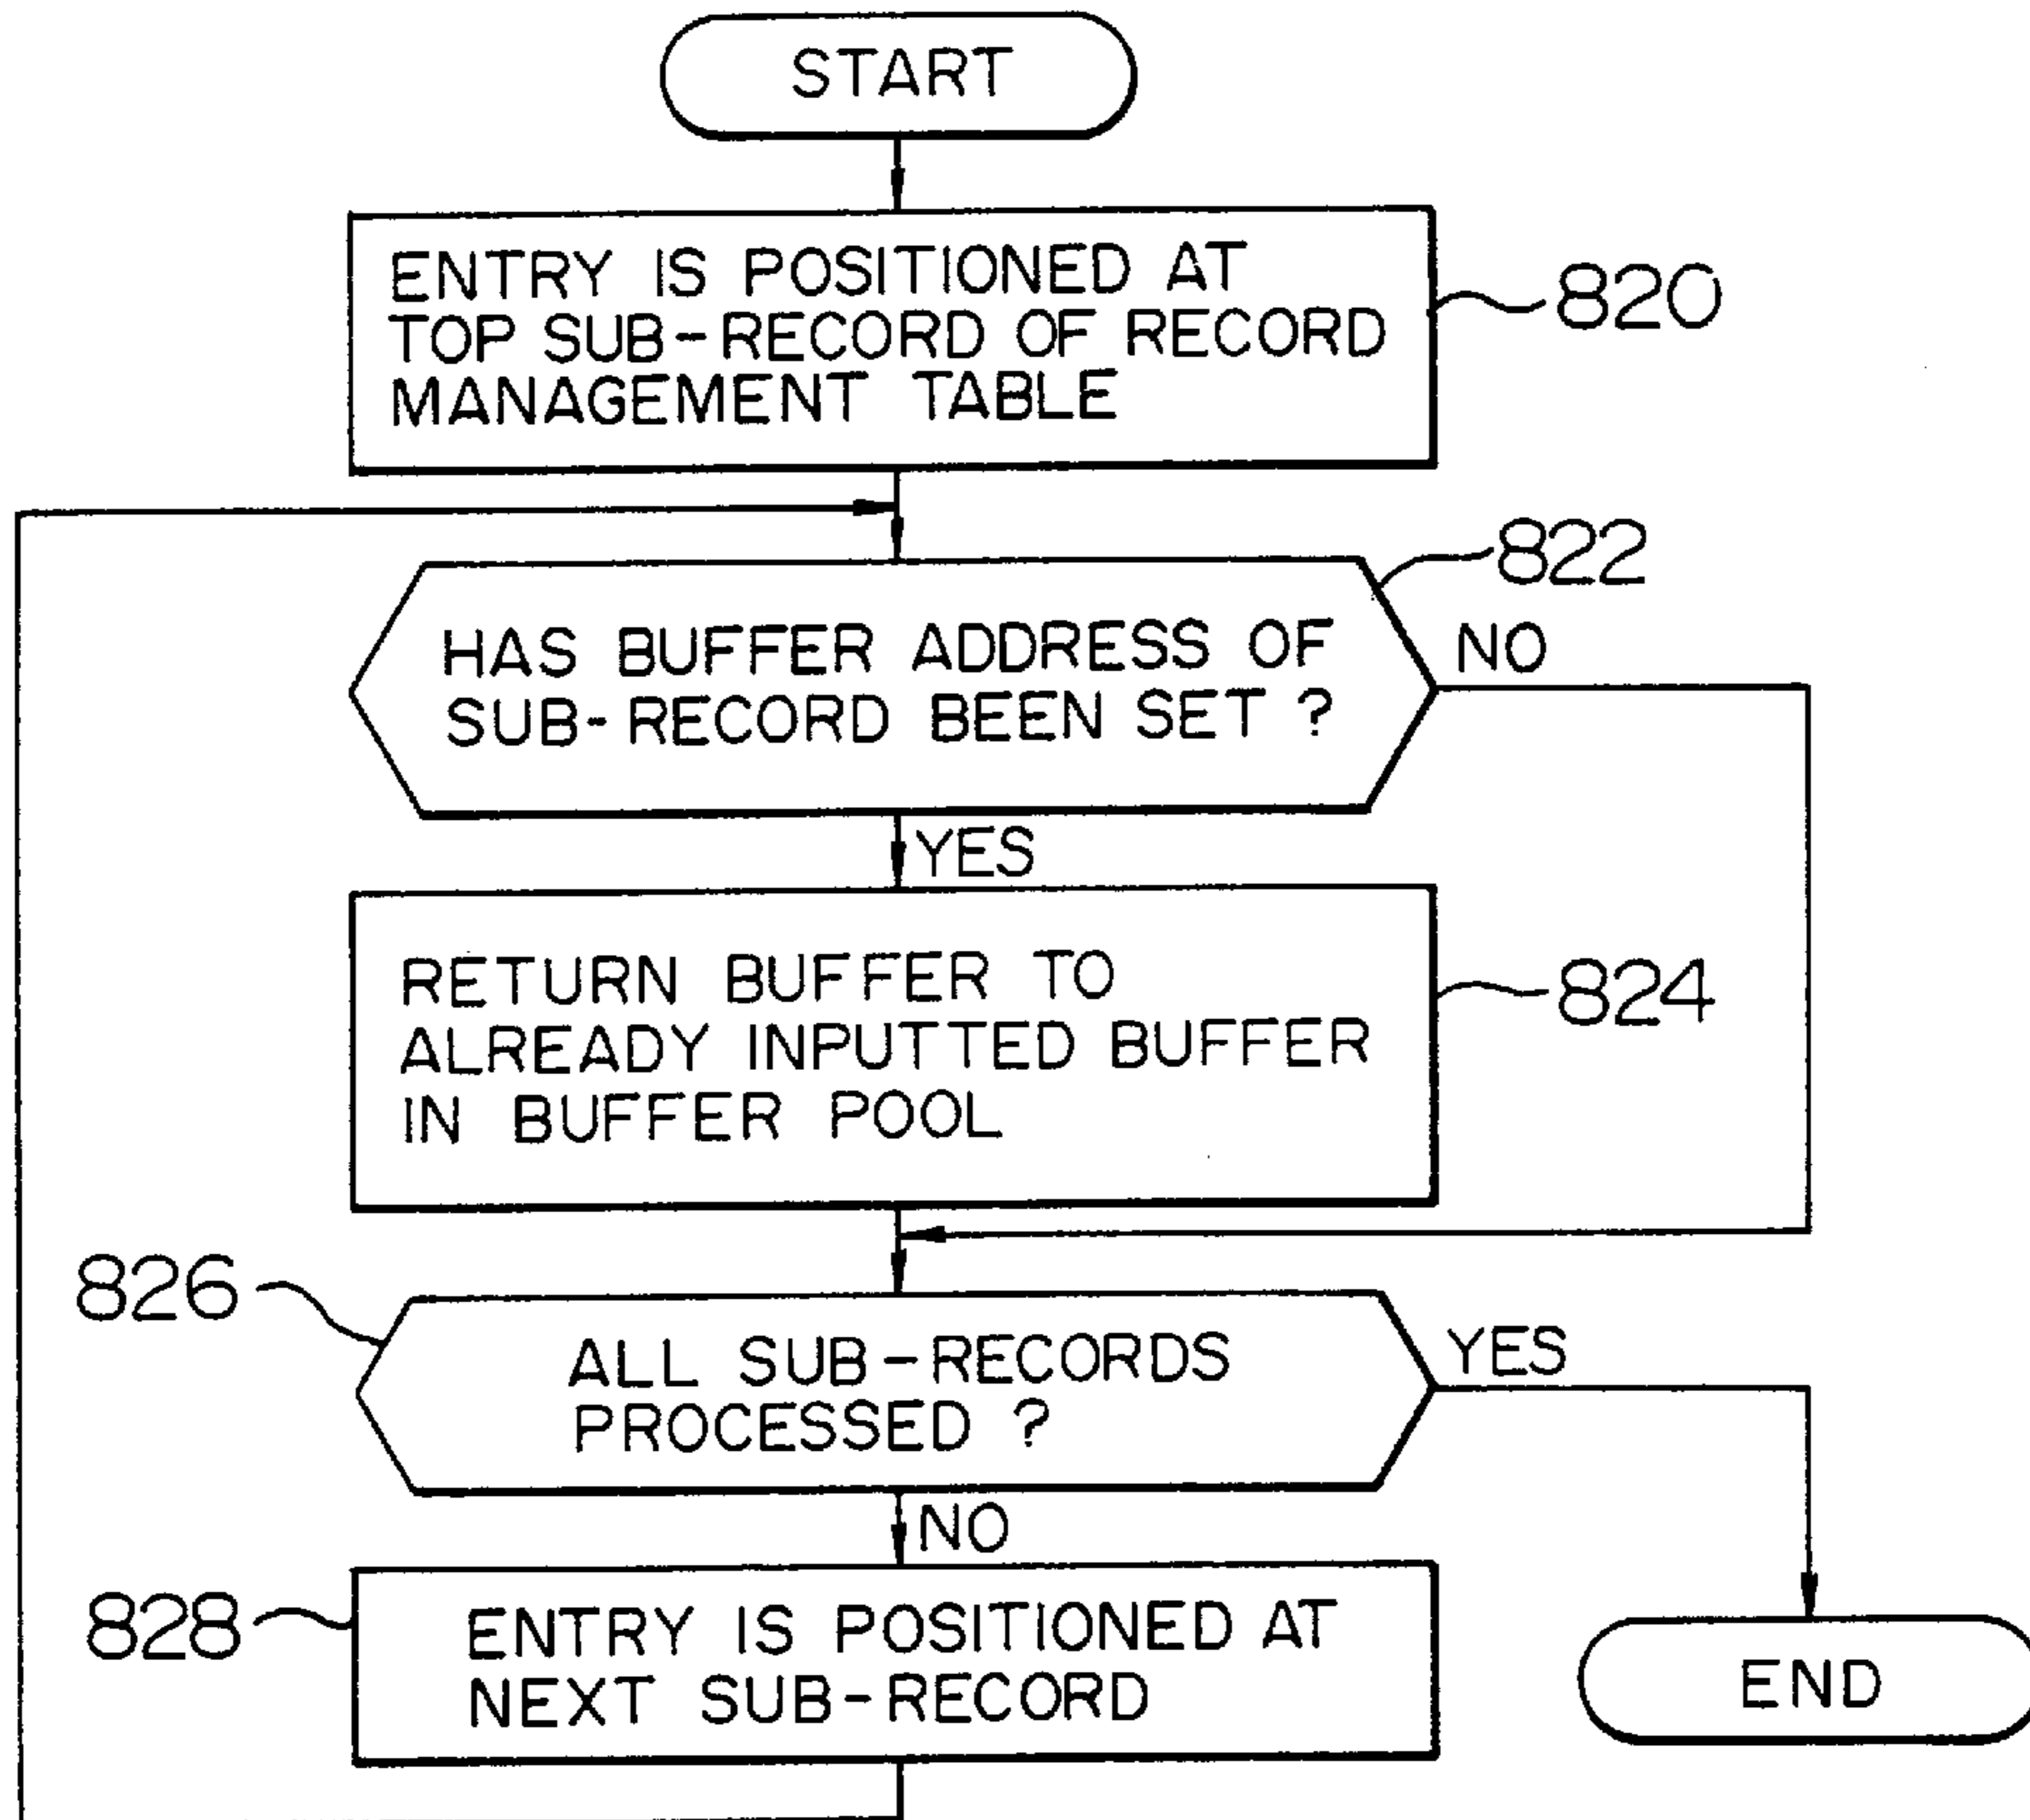 START
ENTRY IS POSITIONED AT
TOP SUB-RECORD OF RECORD
MANAGEMENT TABLE
820
822
HAS BUFFER ADDRESS OF
SUB-RECORD BEEN SET ?
NO
YES
RETURN BUFFER TO
ALREADY INPUTTED BUFFER
IN BUFFER POOL
824
826
ALL SUB-RECORDS
PROCESSED ?
YES
NO
828
ENTRY IS POSITIONED AT
NEXT SUB-RECORD
END